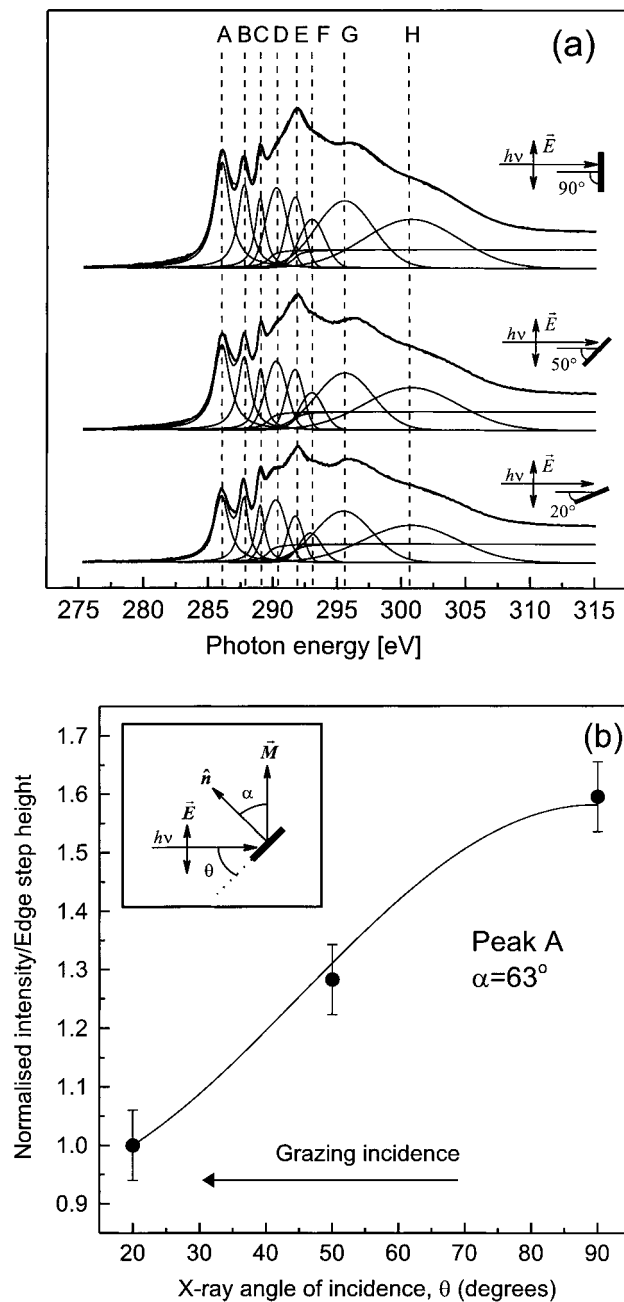 A B C D E F G H
(a)
hν E⃗
90°
hν E⃗
50°
hν E⃗
20°
275 280 285 290 295 300 305 310 315
Photon energy [eV]
(b)
1.7
1.6
1.5
1.4
1.3
1.2
1.1
1.0
0.9
Normalised intensity/Edge step height
M⃗
n̂
α
E⃗
hν
θ
Peak A
α=63°
Grazing incidence
20 30 40 50 60 70 80 90
X-ray angle of incidence, θ (degrees)